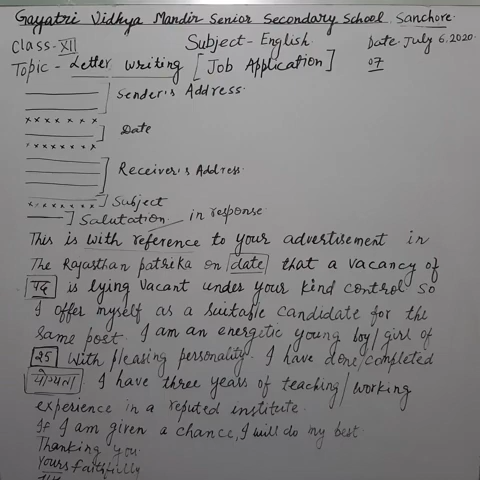 Gayatri Vidhya Mandir Senior Secondary School, Sanchore.
Class-XII Subject-English Date-July 6.2020.
Topic-Letter writing [Job Application] 07
Sender's Address
x x x x x x x
Date
x x x x x x x
Receiver's Address
x x x x x x x Subject
Salutation in response
This is with reference to your advertisement in
The Rajasthan patrika on date that a vacancy of
पद is lying vacant under your kind control so
I offer myself as a suitable candidate for the
same post. I am an energetic young boy/girl of
25 with pleasing personality. I have done/completed
योग्यता. I have three years of teaching/working
experience in a reputed institute.
If I am given a chance, I will do my best.
Thanking you
Yours faithfully